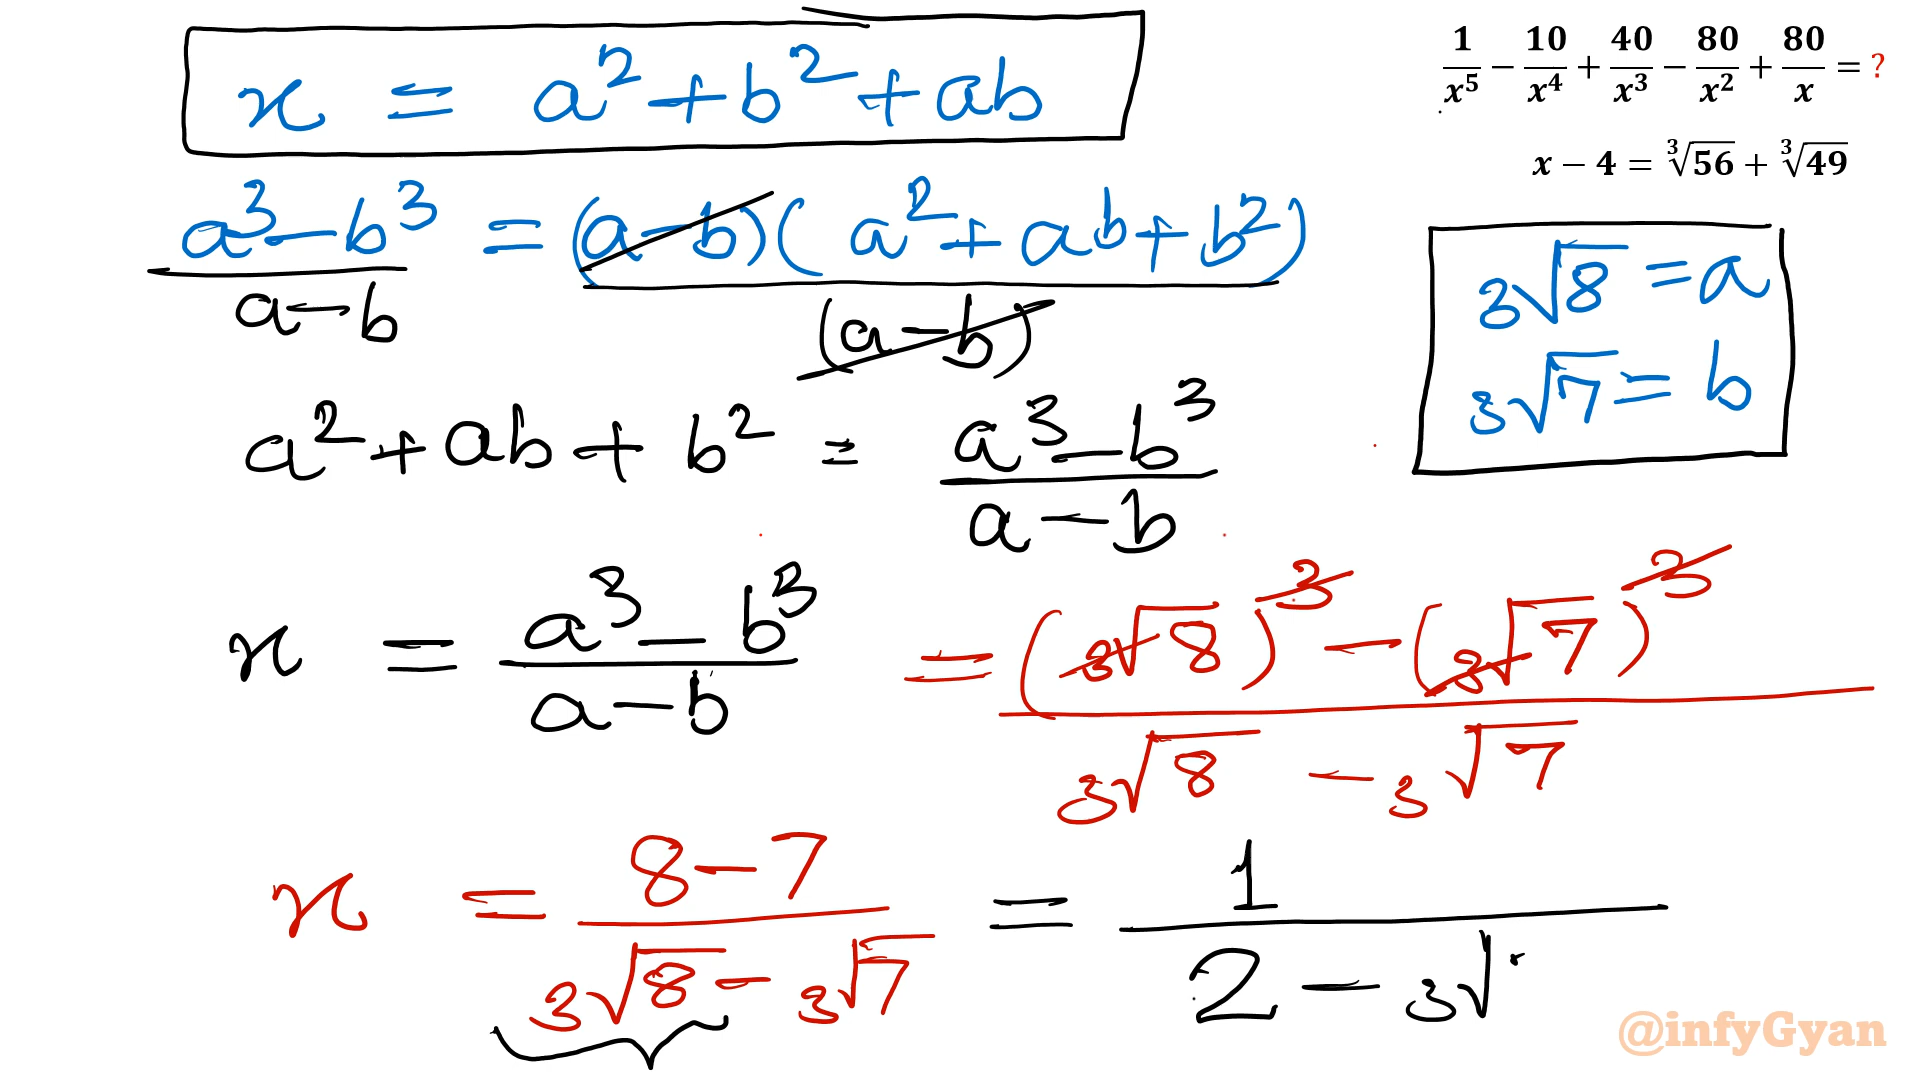 x = a² + b² + ab
1/x⁵ − 10/x⁴ + 40/x³ − 80/x² + 80/x = ?
x − 4 = ∛56 + ∛49
(a³ − b³)/(a − b) = (a − b)(a² + ab + b²)/(a − b)
∛8 = a
∛7 = b
a² + ab + b² = (a³ − b³)/(a − b)
x = (a³ − b³)/(a − b) = ((∛8)³ − (∛7)³)/(∛8 − ∛7)
x = (8 − 7)/(∛8 − ∛7) = 1/(2 − ∛
@infyGyan